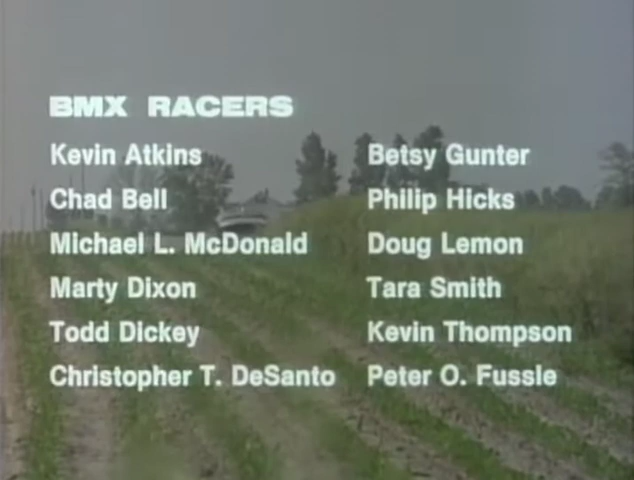 BMX RACERS
Kevin Atkins
Chad Bell
Michael L. McDonald
Marty Dixon
Todd Dickey
Christopher T. DeSanto
Betsy Gunter
Philip Hicks
Doug Lemon
Tara Smith
Kevin Thompson
Peter O. Fussle